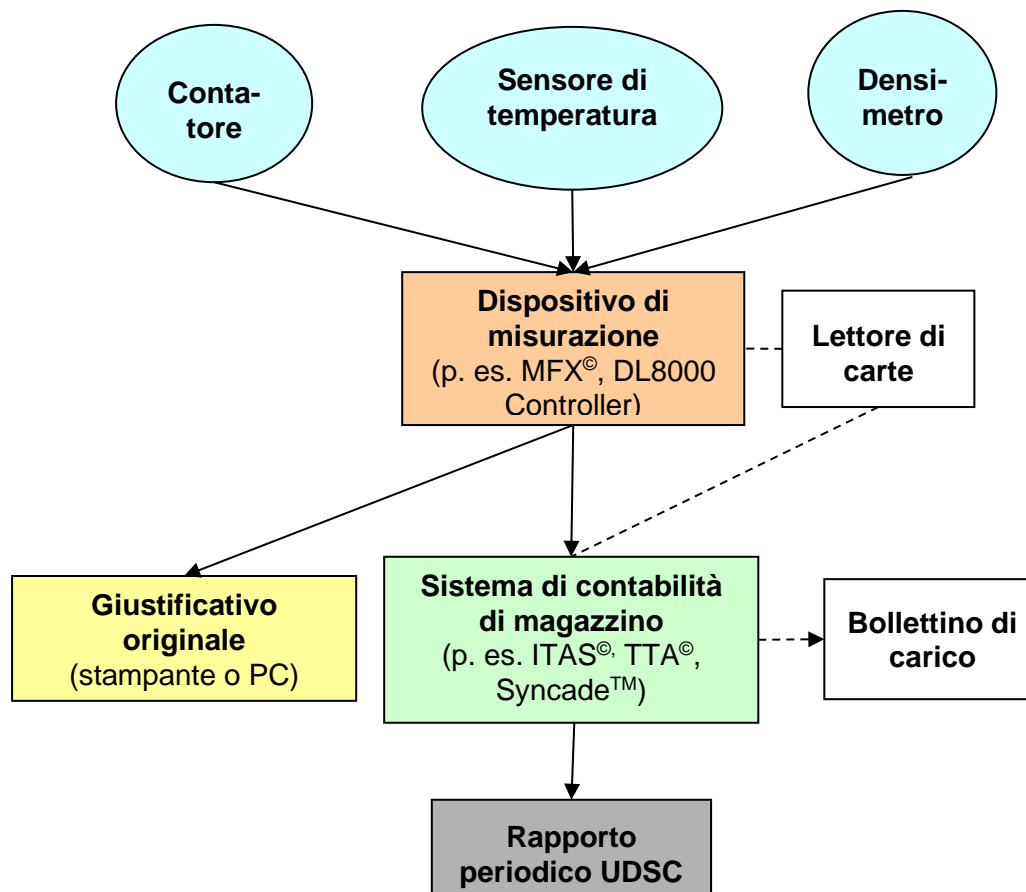 Conta-
tore
Sensore di
temperatura
Densi-
metro
Dispositivo di
misurazione
(p. es. MFX©, DL8000
Controller)
Lettore di
carte
Giustificativo
originale
(stampante o PC)
Sistema di contabilità
di magazzino
(p. es. ITAS©, TTA©,
Syncade™)
Bollettino di
carico
Rapporto
periodico UDSC